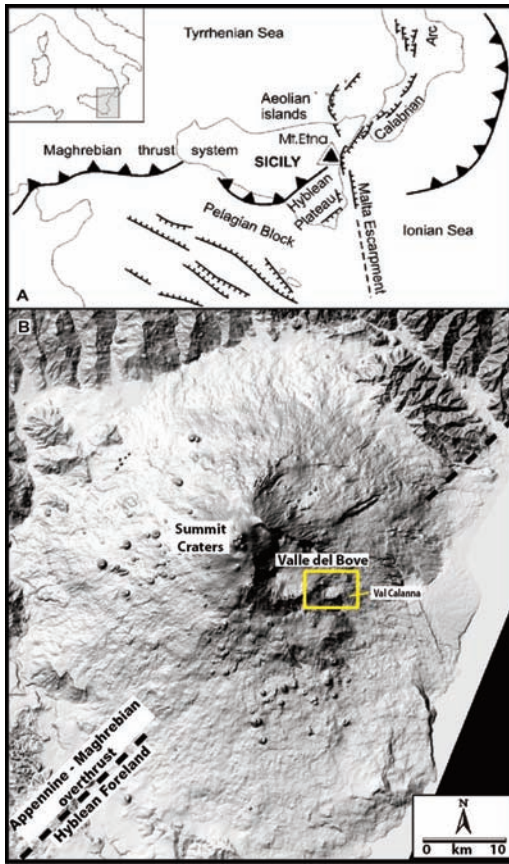 Tyrrhenian Sea
Arc
Aeolian
islands
Calabrian
Mt.Etna
Maghrebian thrust system
SICILY
Hyblean
Plateau
Pelagian Block
Malta Escarpment
Ionian Sea
A
B
Summit
Craters
Valle del Bove
Val Calanna
Appennine - Maghrebian
overthrust
Hyblean Foreland
N
0 km 10